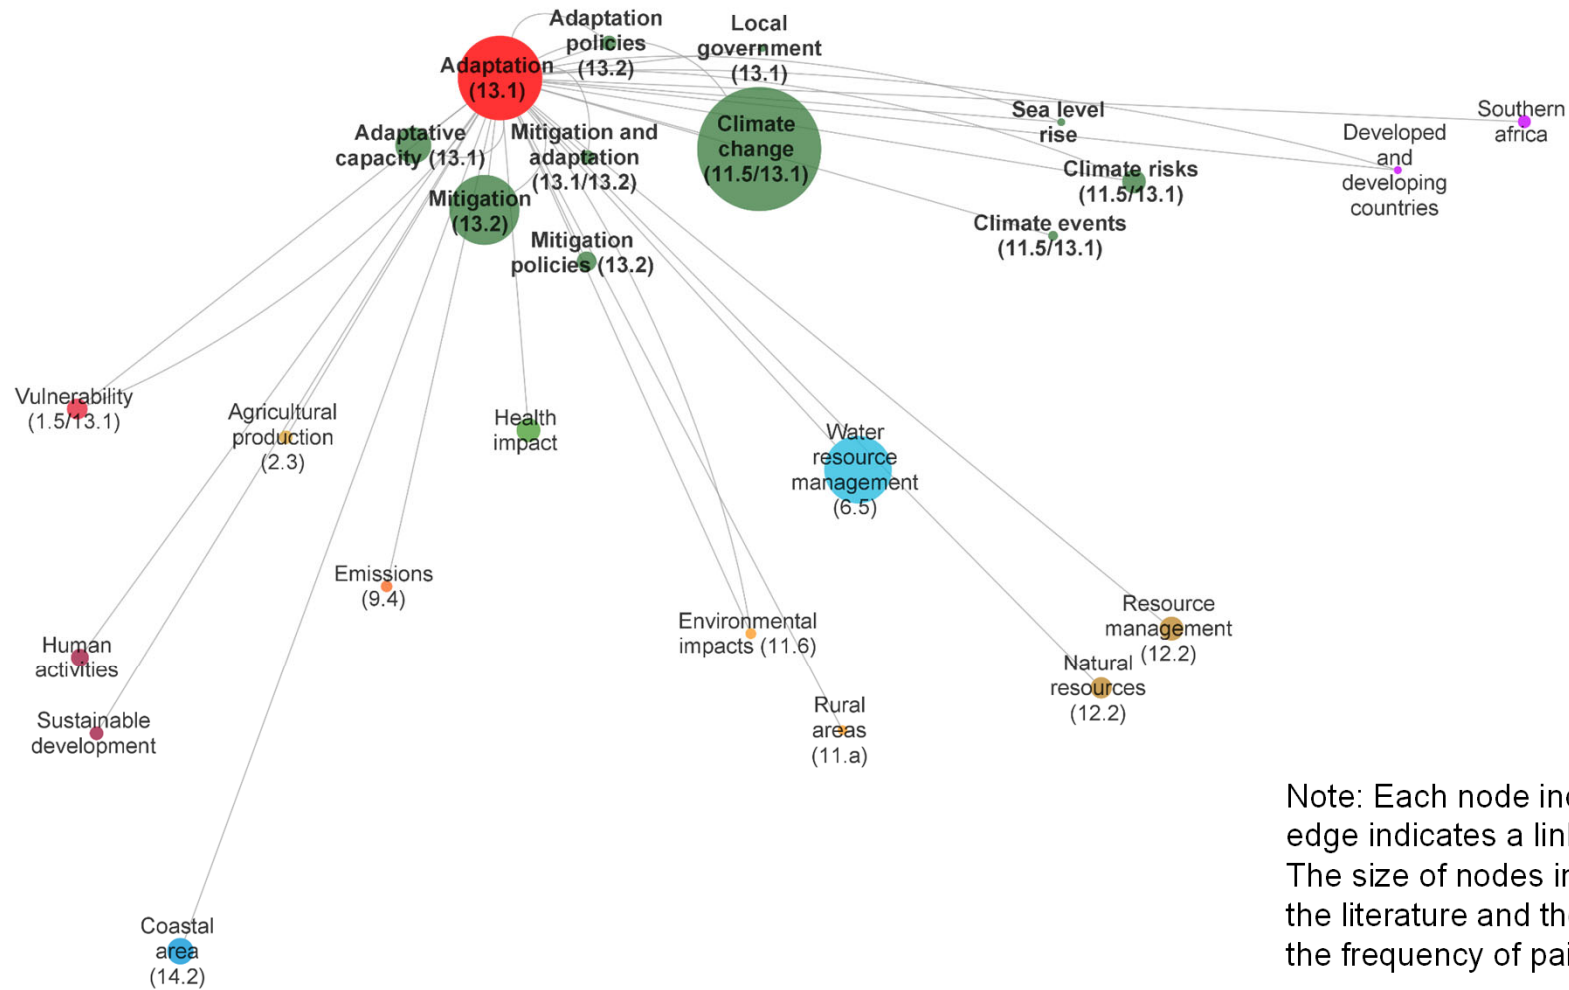 Adaptation
policies
(13.2)
Local
government
(13.1)
Adaptation
(13.1)
Climate
change
(11.5/13.1)
Sea level
rise
Southern
africa
Developed
and
developing
countries
Adaptative
capacity (13.1)
Mitigation and
adaptation
(13.1/13.2)
Climate risks
(11.5/13.1)
Mitigation
(13.2)
Climate events
(11.5/13.1)
Mitigation
policies (13.2)
Vulnerability
(1.5/13.1)
Agricultural
production
(2.3)
Health
impact
Water
resource
management
(6.5)
Emissions
(9.4)
Environmental
impacts (11.6)
Resource
management
(12.2)
Human
activities
Natural
resources
(12.2)
Rural
areas
(11.a)
Sustainable
development
Coastal
area
(14.2)
Note: Each node
edge indicates a
The size of nodes
the literature and
the frequency of